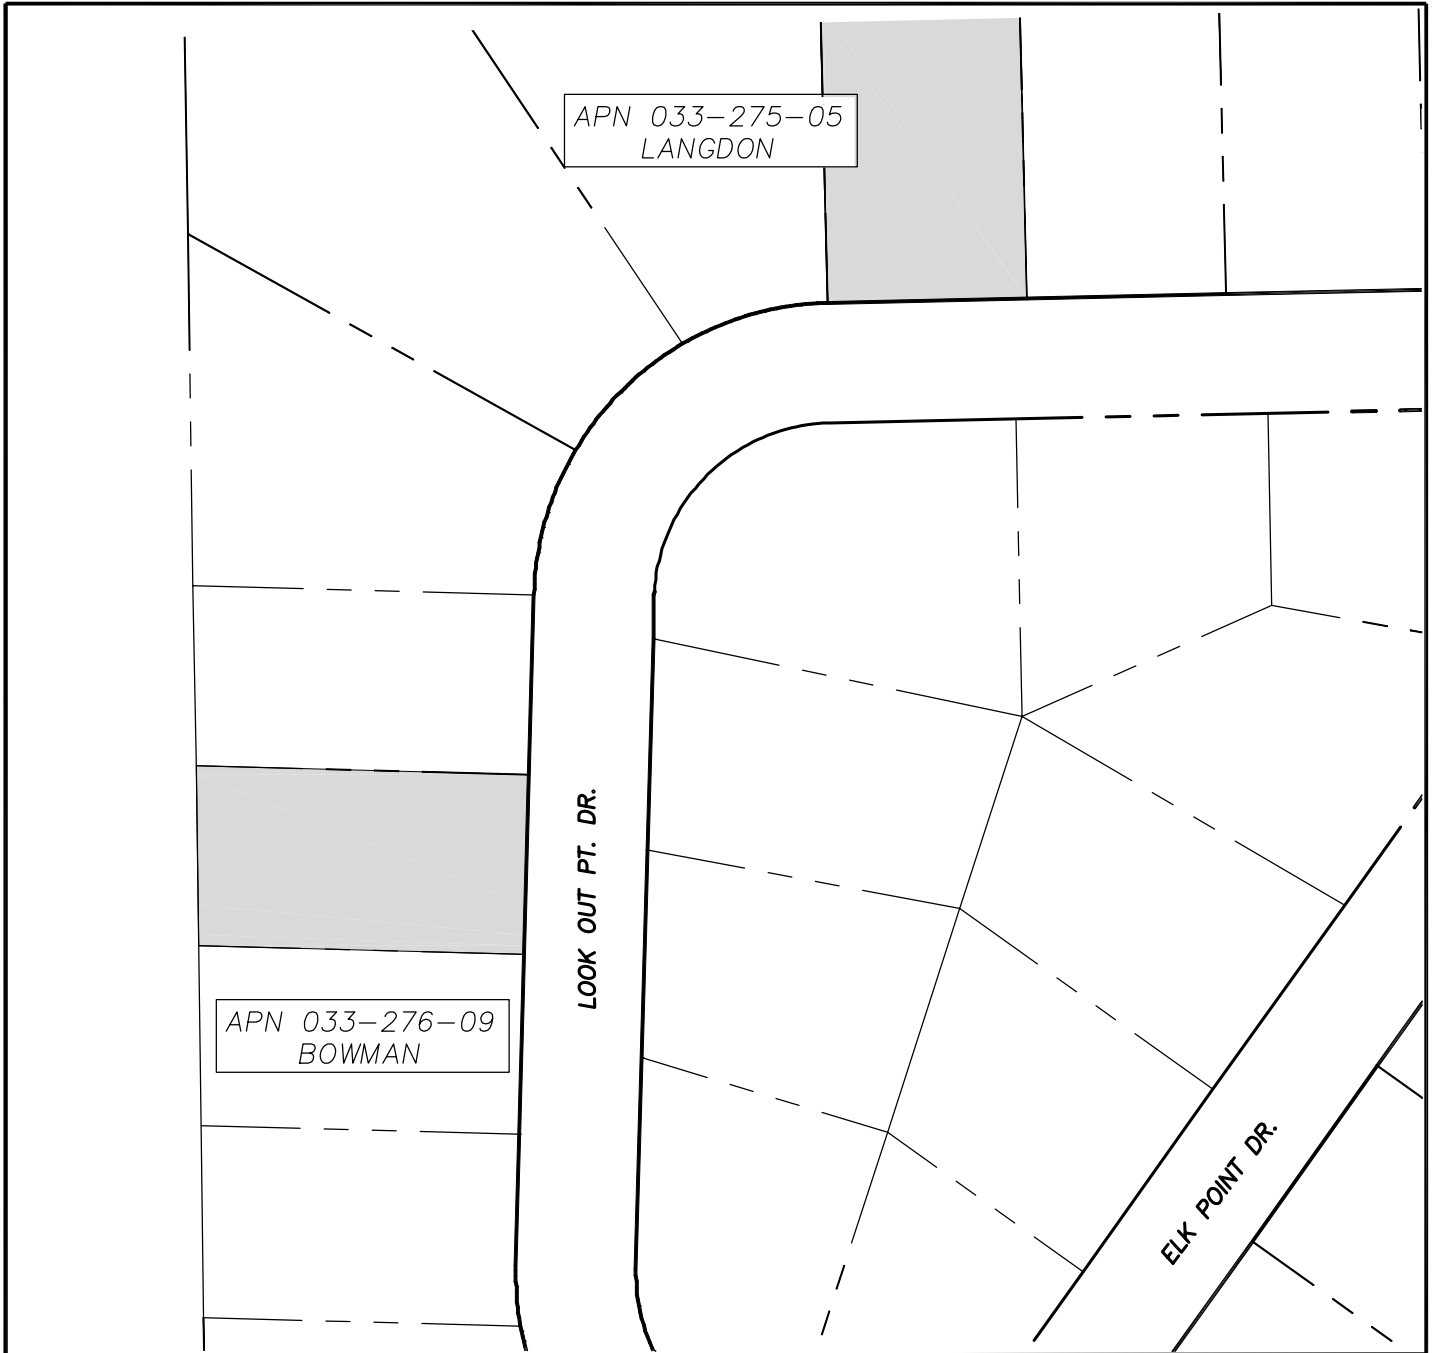 APN 033-275-05
LANGDON
LOOK OUT PT. DR.
APN 033-276-09
BOWMAN
ELK POINT DR.